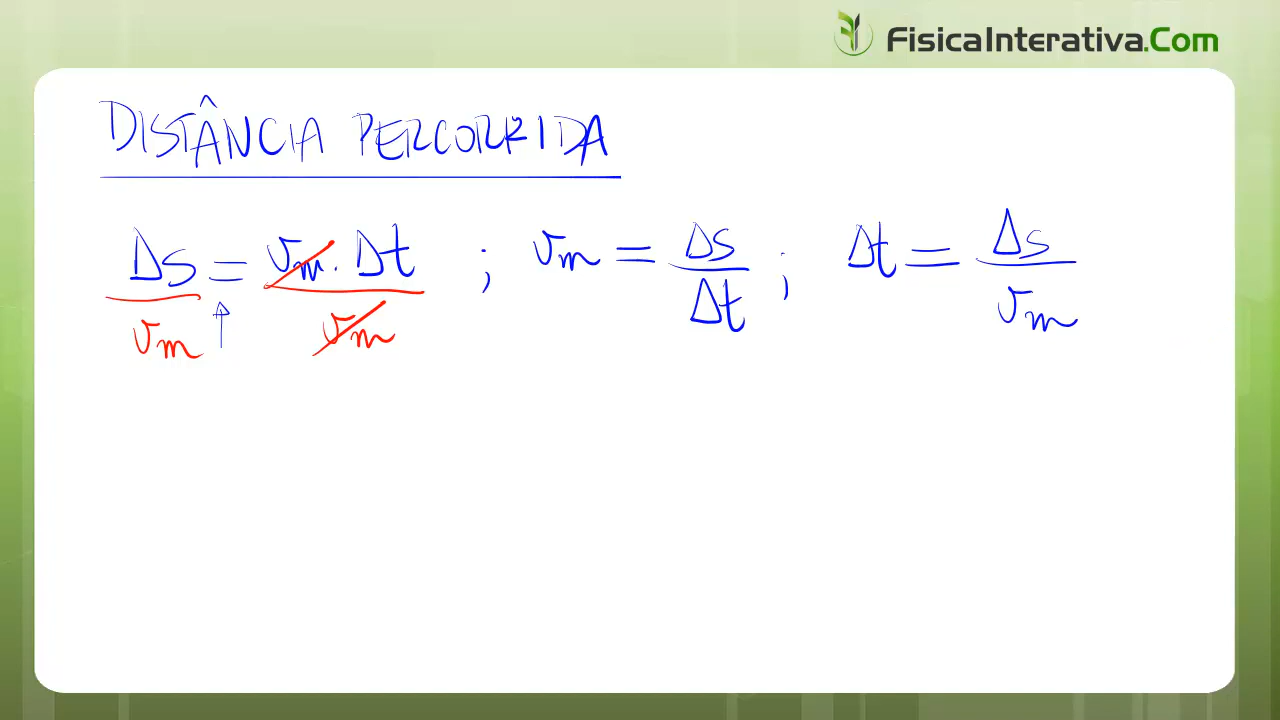 FisicaInterativa.Com
DISTÂNCIA PERCORRIDA
Δs/vm = vm . Δt/vm ; vm = Δs/Δt ; Δt = Δs/vm